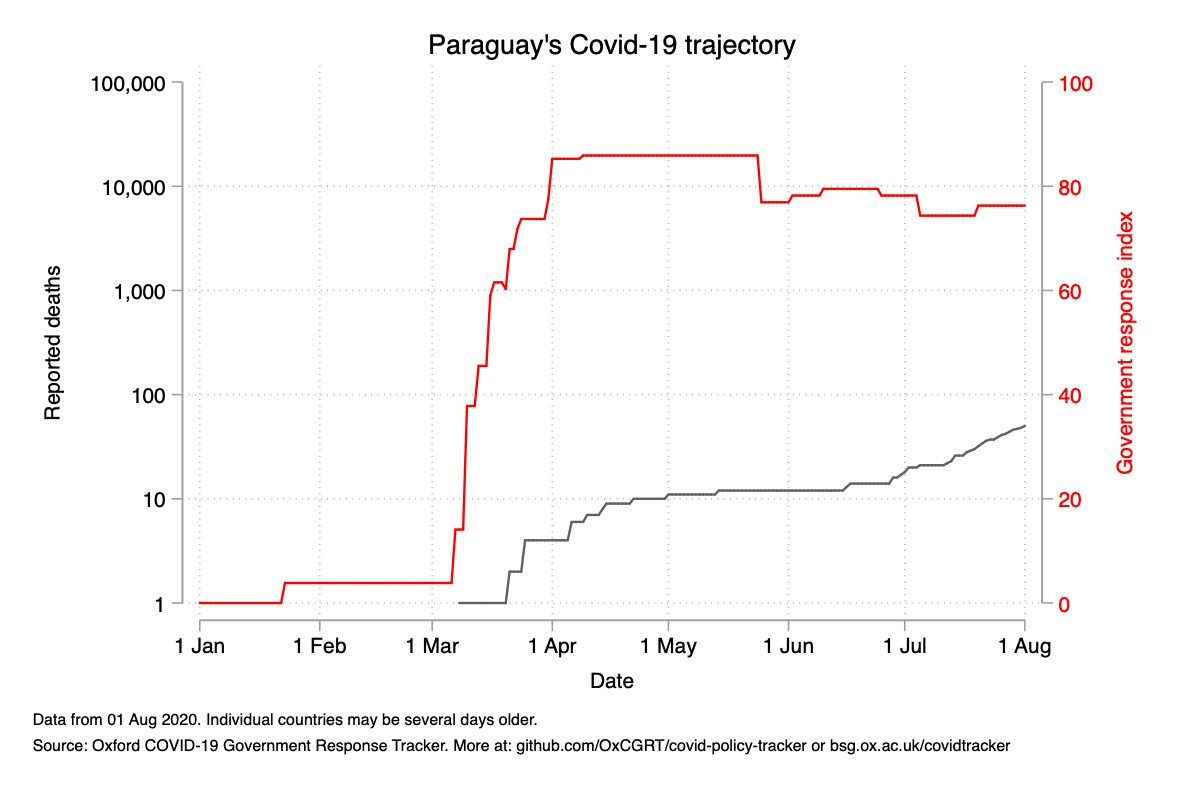 Paraguay's Covid-19 trajectory
100,000
10,000
1,000
100
10
1
Reported deaths
100
80
60
40
20
0
Government response index
1 Jan 1 Feb 1 Mar 1 Apr 1 May 1 Jun 1 Jul 1 Aug
Date
Data from 01 Aug 2020. Individual countries may be several days older.
Source: Oxford COVID-19 Government Response Tracker. More at: github.com/OxCGRT/covid-policy-tracker or bsg.ox.ac.uk/covidtracker